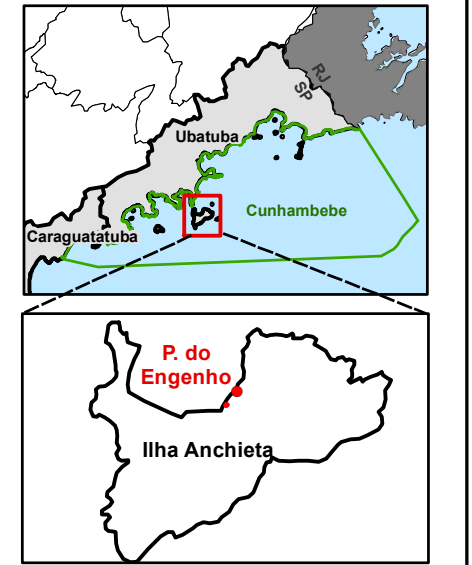 RJ
SP
Ubatuba
Cunhambebe
Caraguatatuba
P. do
Engenho
Ilha Anchieta